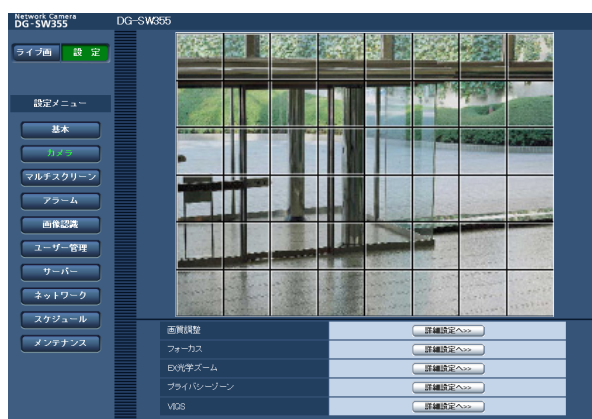 Network Camera
DG-SW355
DG-SW355
ライブ画
設 定
設定メニュー
基本
カメラ
マルチスクリーン
アラーム
画像認識
ユーザー管理
サーバー
ネットワーク
スケジュール
メンテナンス
画質調整 詳細設定へ>>
フォーカス 詳細設定へ>>
EX光学ズーム 詳細設定へ>>
プライバシーゾーン 詳細設定へ>>
VIQS 詳細設定へ>>